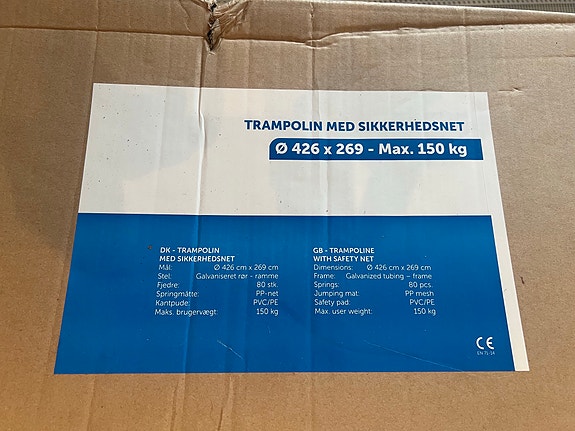 TRAMPOLIN MED SIKKERHEDSNET
Ø 426 x 269 - Max. 150 kg
DK - TRAMPOLIN
MED SIKKERHEDSNET
Mål: Ø 426 cm x 269 cm
Stel: Galvaniseret rør - ramme
Fjedre: 80 stk.
Springmåtte: PP-net
Kantpude: PVC/PE
Maks. brugervægt: 150 kg
GB - TRAMPOLINE
WITH SAFETY NET
Dimensions: Ø 426 cm x 269 cm
Frame: Galvanized tubing – frame
Springs: 80 pcs.
Jumping mat: PP mesh
Safety pad: PVC/PE
Max. user weight: 150 kg
CE
EN 71-14